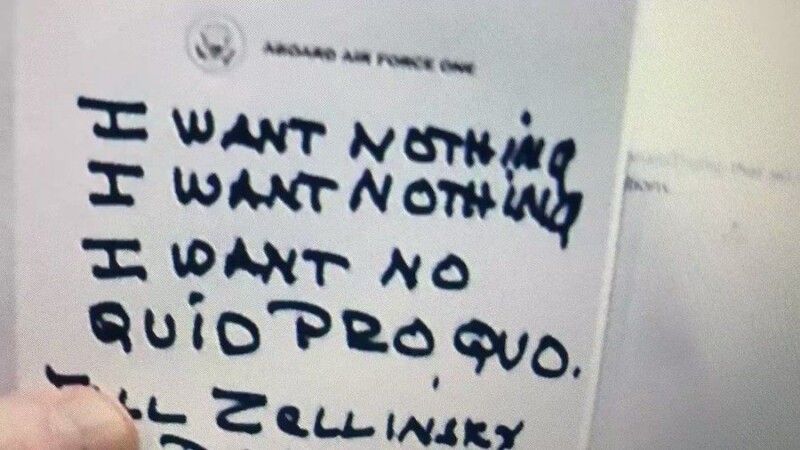 ABOARD AIR FORCE ONE
I WANT NOTHING
I WANT NOTHING
I WANT NO
QUID PRO QUO.
ZELLINSKY